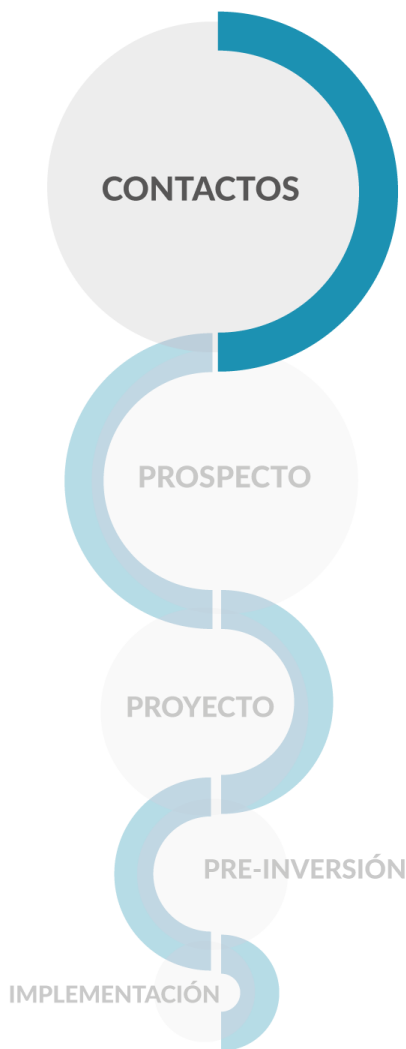 CONTACTOS
PROSPECTO
PROYECTO
PRE-INVERSIÓN
IMPLEMENTACIÓN